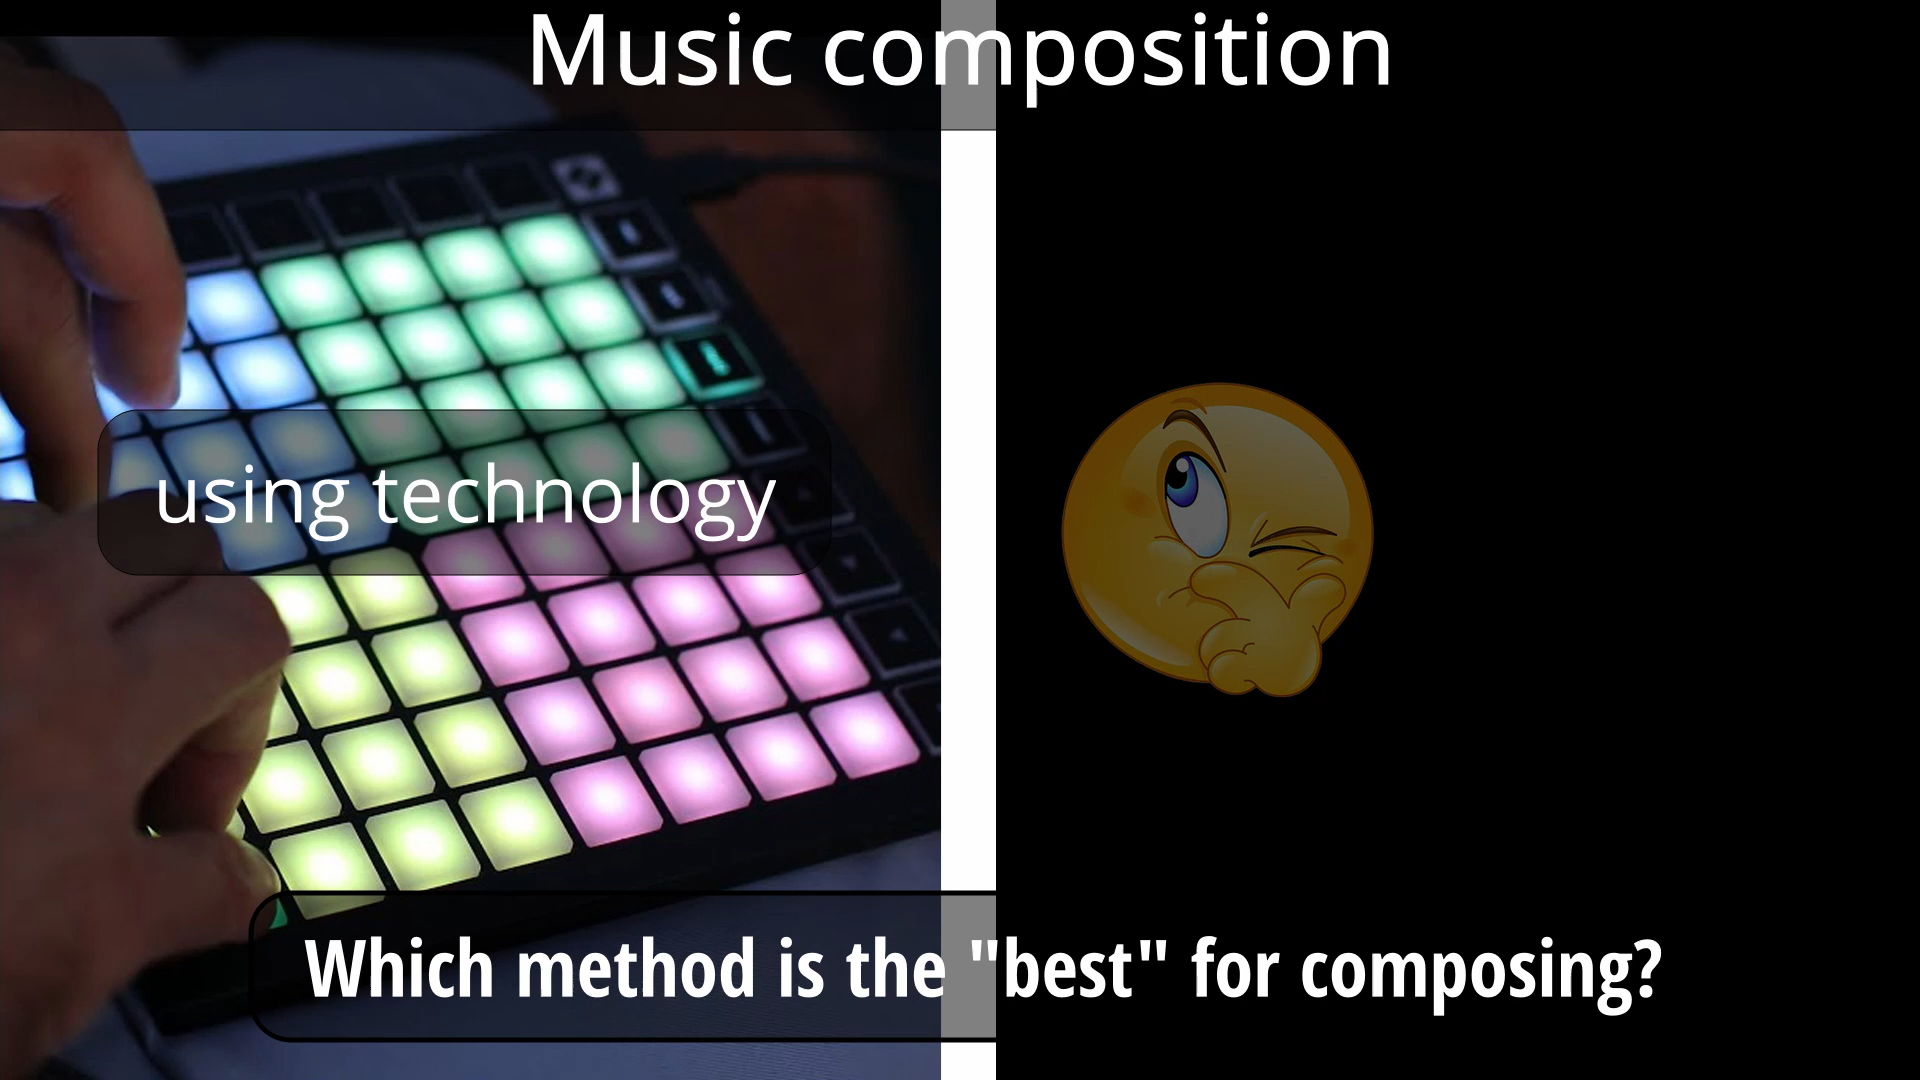 Music composition
using technology
Which method is the "best" for composing?